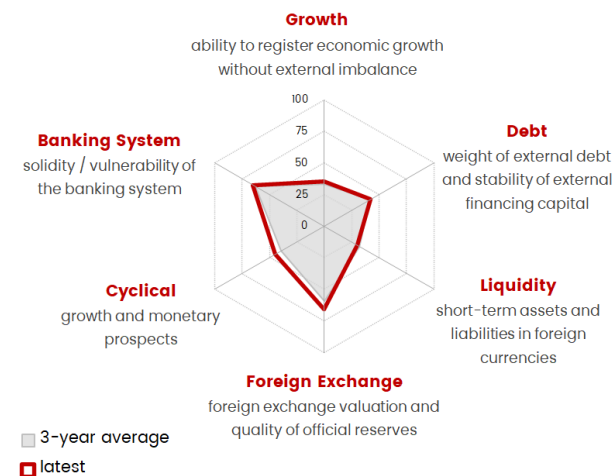 Growth
ability to register economic growth
without external imbalance
100
75
50
25
0
Debt
weight of external debt
and stability of external
financing capital
Banking System
solidity / vulnerability of
the banking system
Cyclical
growth and monetary
prospects
Liquidity
short-term assets and
liabilities in foreign
currencies
Foreign Exchange
foreign exchange valuation and
quality of official reserves
3-year average
latest